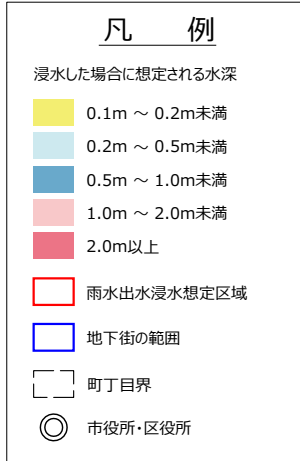 凡 例
浸水した場合に想定される水深
0.1m ～ 0.2m未満
0.2m ～ 0.5m未満
0.5m ～ 1.0m未満
1.0m ～ 2.0m未満
2.0m以上
雨水出水浸水想定区域
地下街の範囲
町丁目界
市役所・区役所